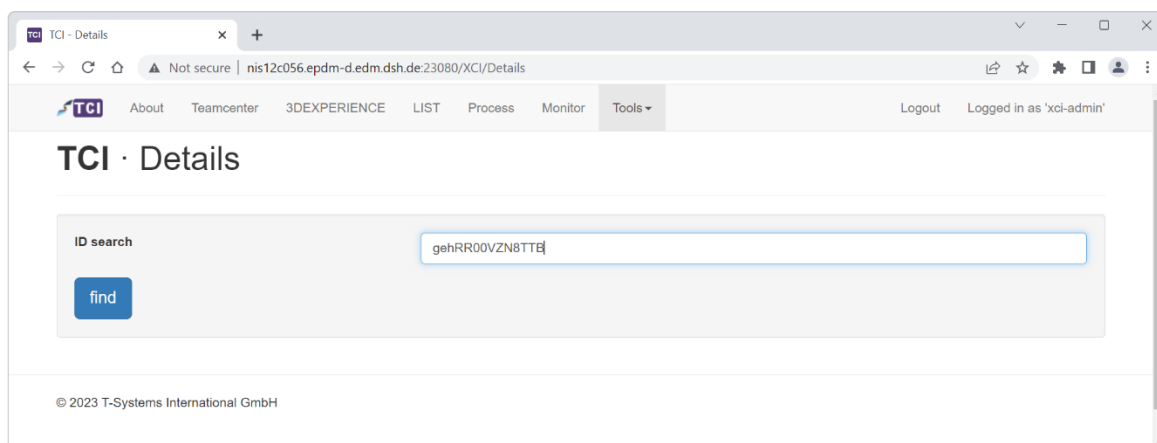 TCI TCI - Details
Not secure | nis12c056.epdm-d.edm.dsh.de:23080/XCI/Details
TCI About Teamcenter 3DEXPERIENCE LIST Process Monitor Tools Logout Logged in as 'xci-admin'
TCI · Details
ID search gehRR00VZN8TTB
find
© 2023 T-Systems International GmbH